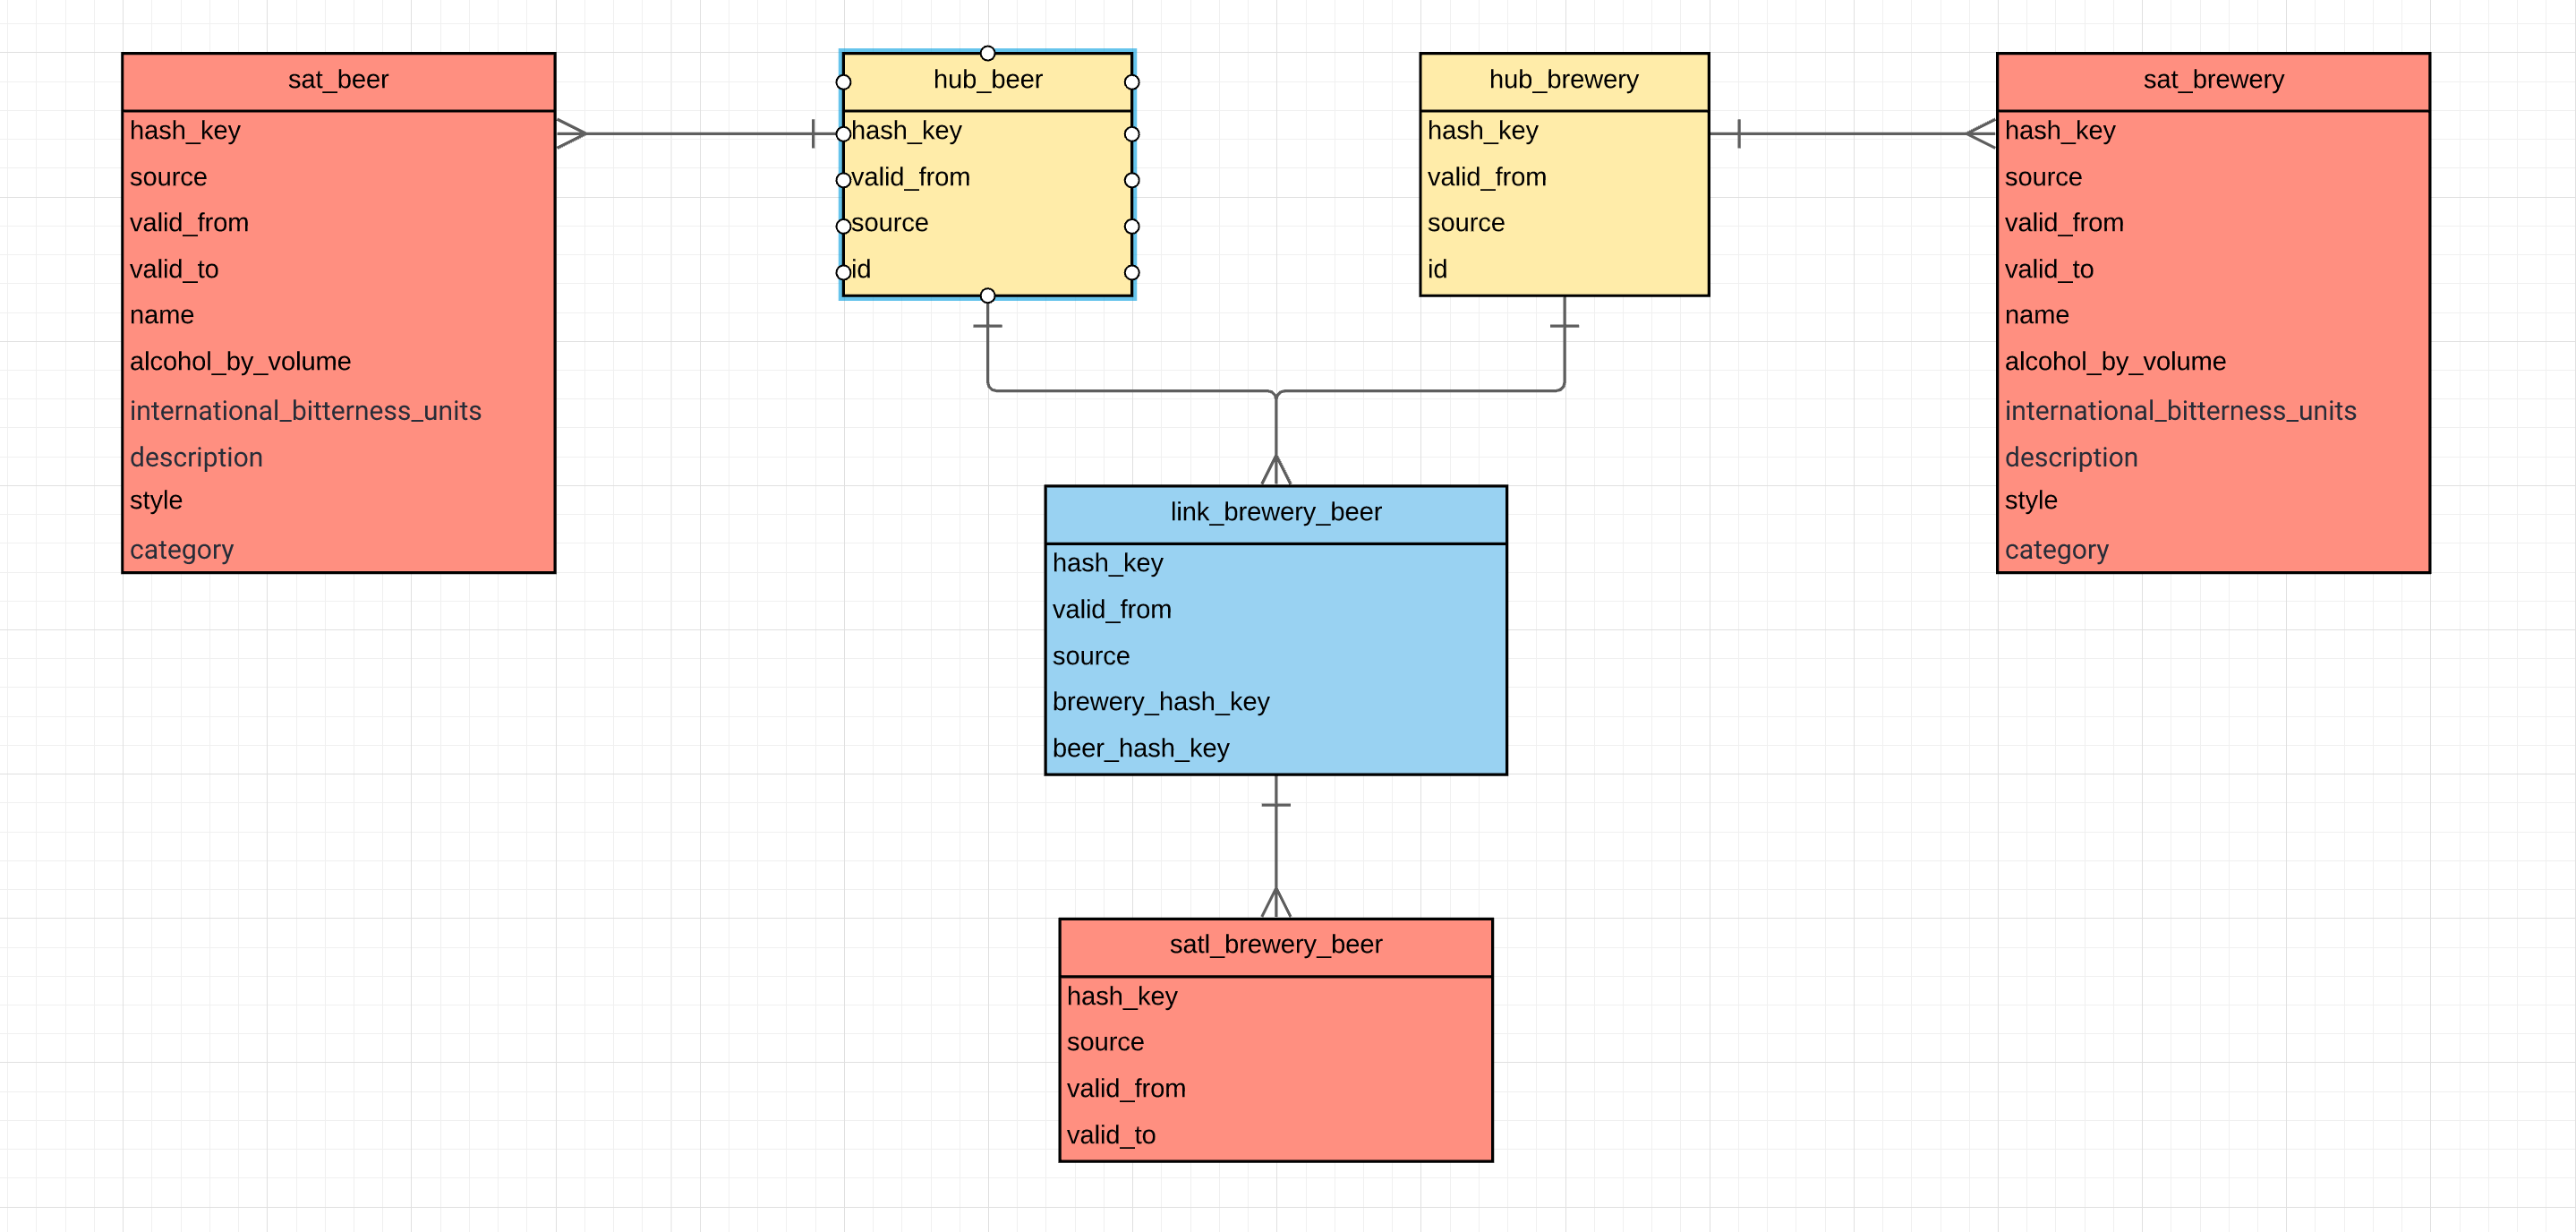 sat_beer
hash_key
source
valid_from
valid_to
name
alcohol_by_volume
international_bitterness_units
description
style
category
hub_beer
hash_key
valid_from
source
id
hub_brewery
hash_key
valid_from
source
id
sat_brewery
hash_key
source
valid_from
valid_to
name
alcohol_by_volume
international_bitterness_units
description
style
category
link_brewery_beer
hash_key
valid_from
source
brewery_hash_key
beer_hash_key
satl_brewery_beer
hash_key
source
valid_from
valid_to